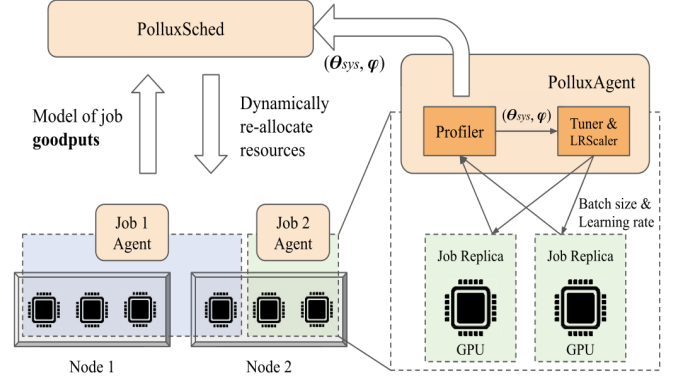 PolluxSched
(θsys, φ)
Model of job
goodputs
Dynamically
re-allocate
resources
Job 1
Agent
Job 2
Agent
Node 1
Node 2
PolluxAgent
Profiler
(θsys, φ)
Tuner &
LRScaler
Batch size &
Learning rate
Job Replica
GPU
Job Replica
GPU